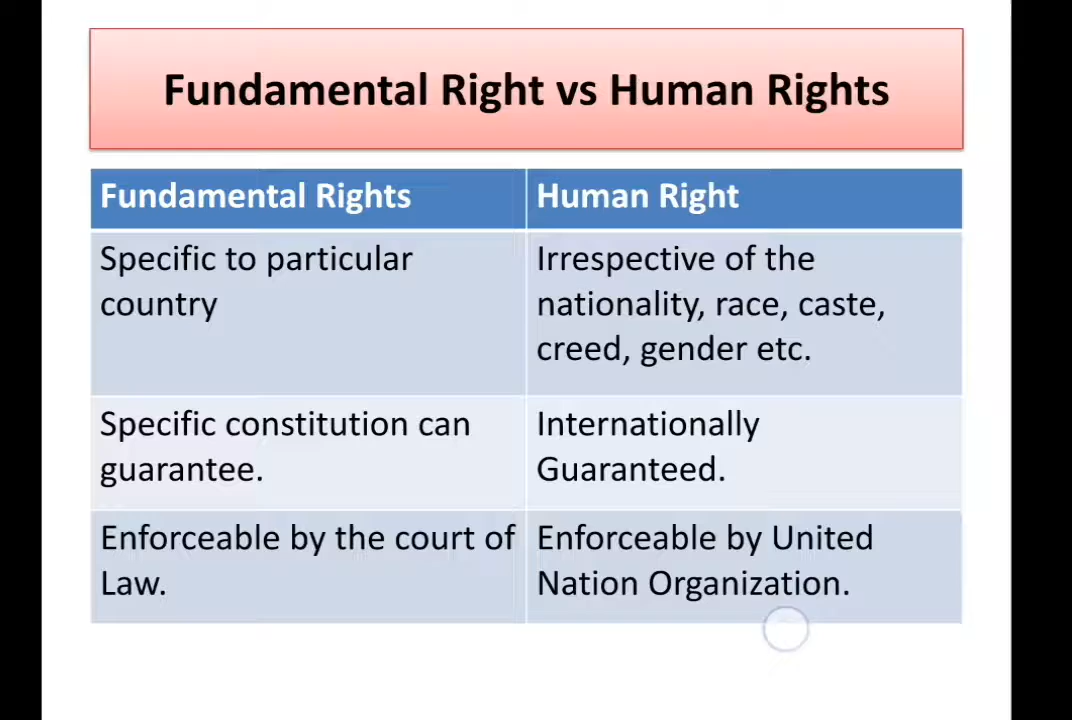 Fundamental Right vs Human Rights
Fundamental Rights
Human Right
Specific to particular
country
Irrespective of the
nationality, race, caste,
creed, gender etc.
Specific constitution can
guarantee.
Internationally
Guaranteed.
Enforceable by the court of
Law.
Enforceable by United
Nation Organization.